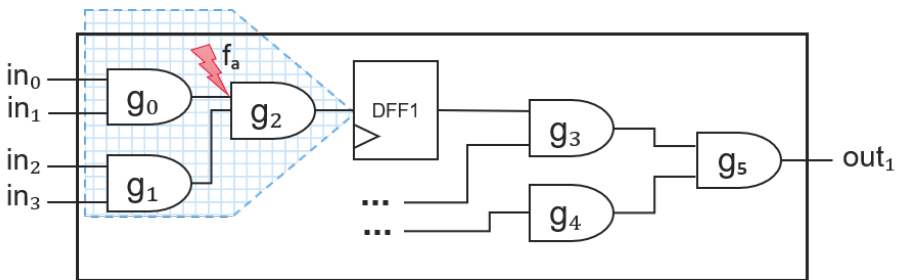 fₐ
in₀
in₁
g₀
g₂
DFF1
g₃
in₂
in₃
g₁
g₅
out₁
...
...
g₄